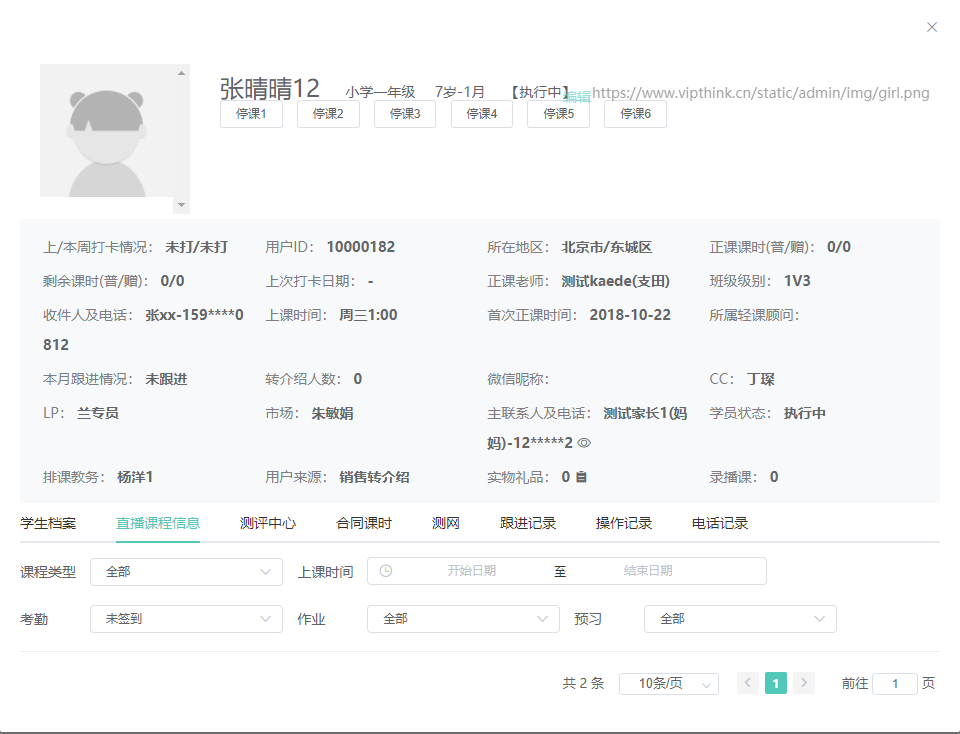 张晴晴12 小学一年级 7岁-1月 【执行中】 编辑 https://www.vipthink.cn/static/admin/img/girl.png
停课1 停课2 停课3 停课4 停课5 停课6
上/本周打卡情况： 未打/未打 用户ID： 10000182 所在地区： 北京市/东城区 正课课时(普/赠)： 0/0
剩余课时(普/赠)： 0/0 上次打卡日期： - 正课老师： 测试kaede(支田) 班级级别： 1V3
收件人及电话： 张xx-159****0 上课时间： 周三1:00 首次正课时间： 2018-10-22 所属轻课顾问：
812
本月跟进情况： 未跟进 转介绍人数： 0 微信昵称： CC： 丁琛
LP： 兰专员 市场： 朱敏娟 主联系人及电话： 测试家长1(妈 学员状态： 执行中
妈)-12*****2
排课教务： 杨洋1 用户来源： 销售转介绍 实物礼品： 0 录播课： 0
学生档案 直播课程信息 测评中心 合同课时 测网 跟进记录 操作记录 电话记录
课程类型 全部 上课时间 开始日期 至 结束日期
考勤 未签到 作业 全部 预习 全部
共 2 条 10条/页 1 前往 1 页